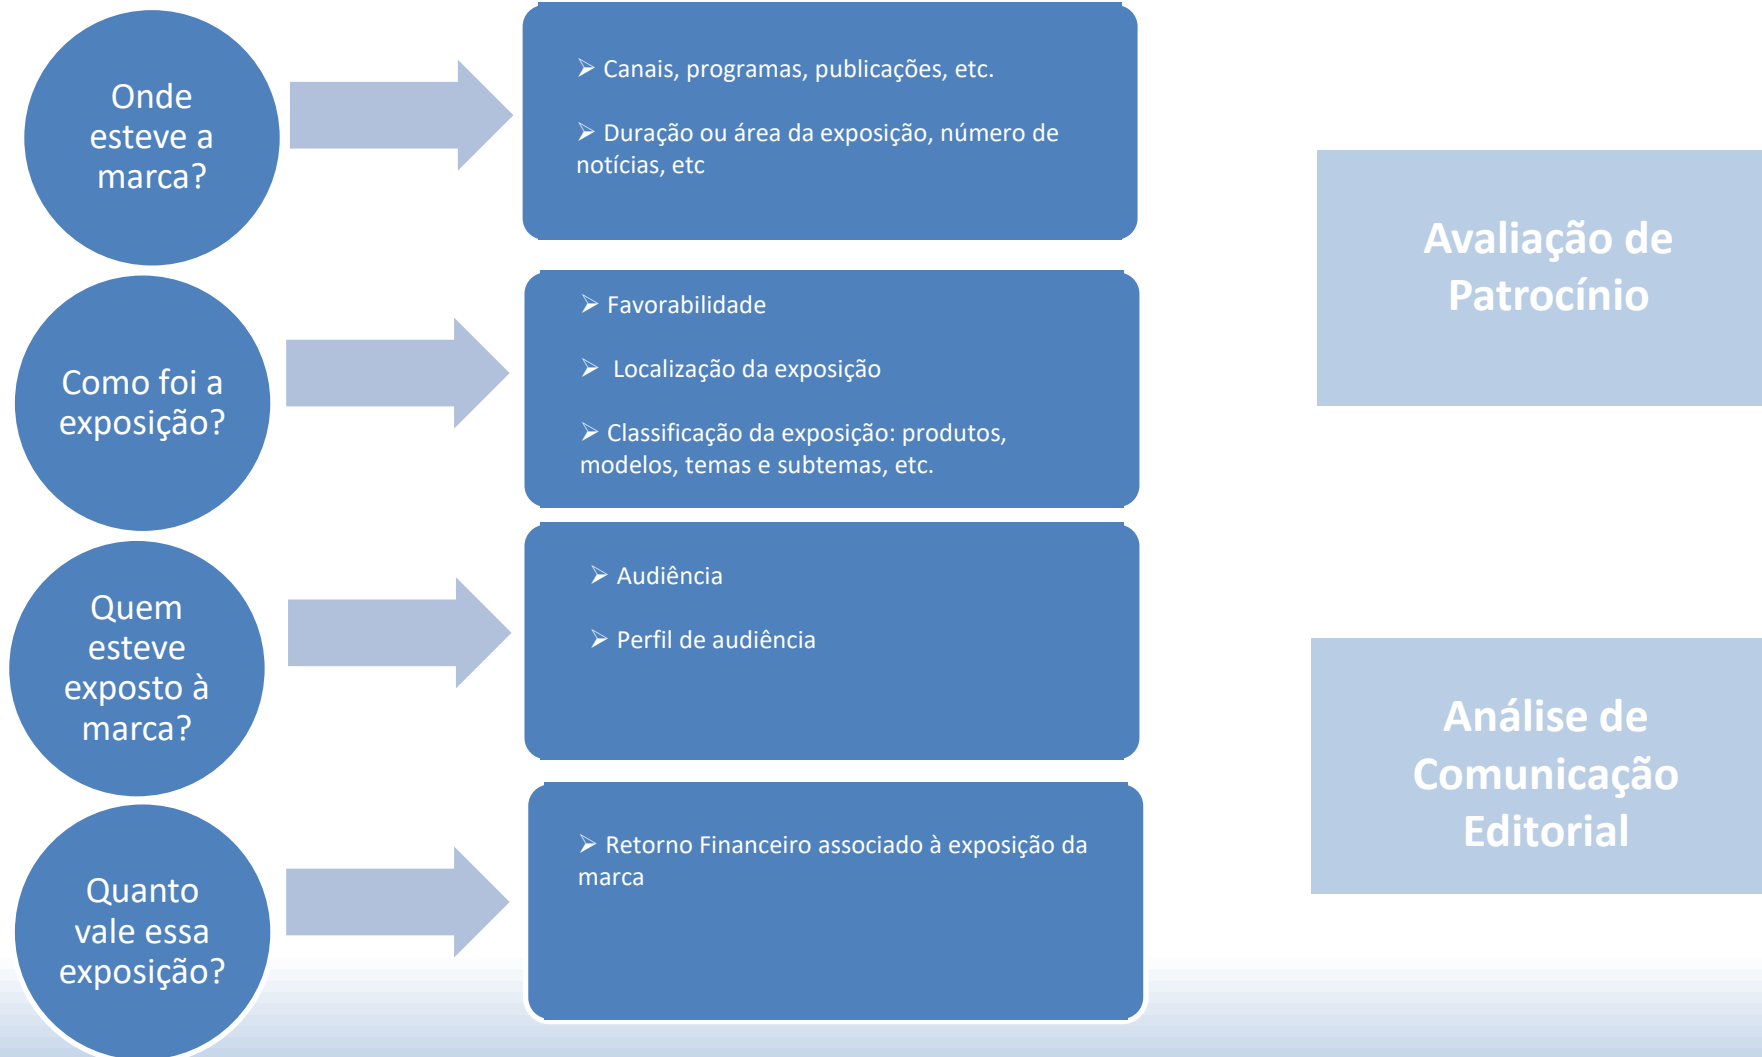 Onde
esteve a
marca?
➢ Canais, programas, publicações, etc.
➢ Duração ou área da exposição, número de
notícias, etc
Como foi a
exposição?
➢ Favorabilidade
➢ Localização da exposição
➢ Classificação da exposição: produtos,
modelos, temas e subtemas, etc.
Quem
esteve
exposto à
marca?
➢ Audiência
➢ Perfil de audiência
Quanto
vale essa
exposição?
➢ Retorno Financeiro associado à exposição da
marca
Avaliação de
Patrocínio
Análise de
Comunicação
Editorial